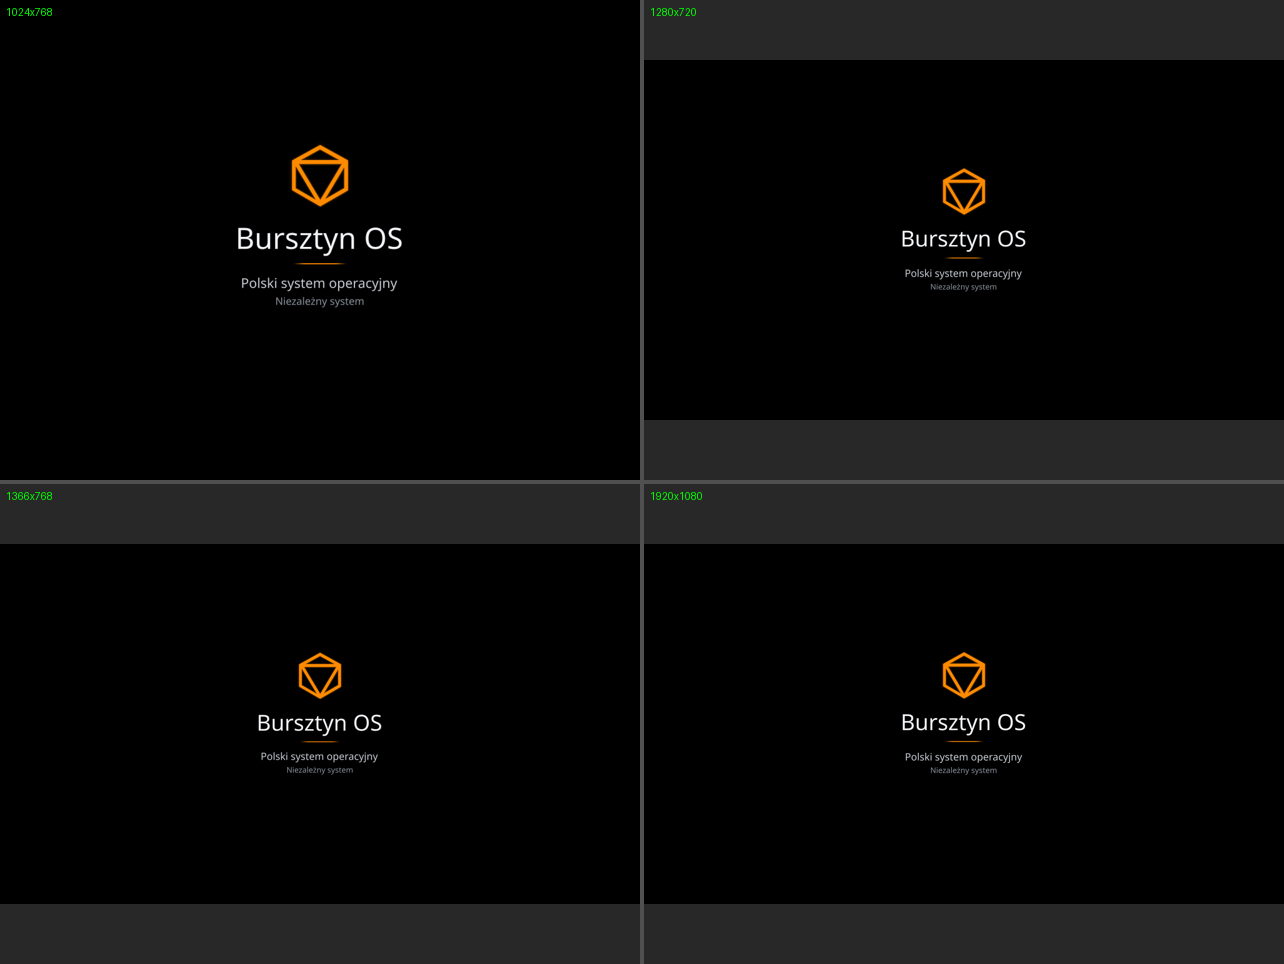 1024x768
Bursztyn OS
Polski system operacyjny
Niezależny system
1280x720
Bursztyn OS
Polski system operacyjny
Niezależny system
1366x768
Bursztyn OS
Polski system operacyjny
Niezależny system
1920x1080
Bursztyn OS
Polski system operacyjny
Niezależny system